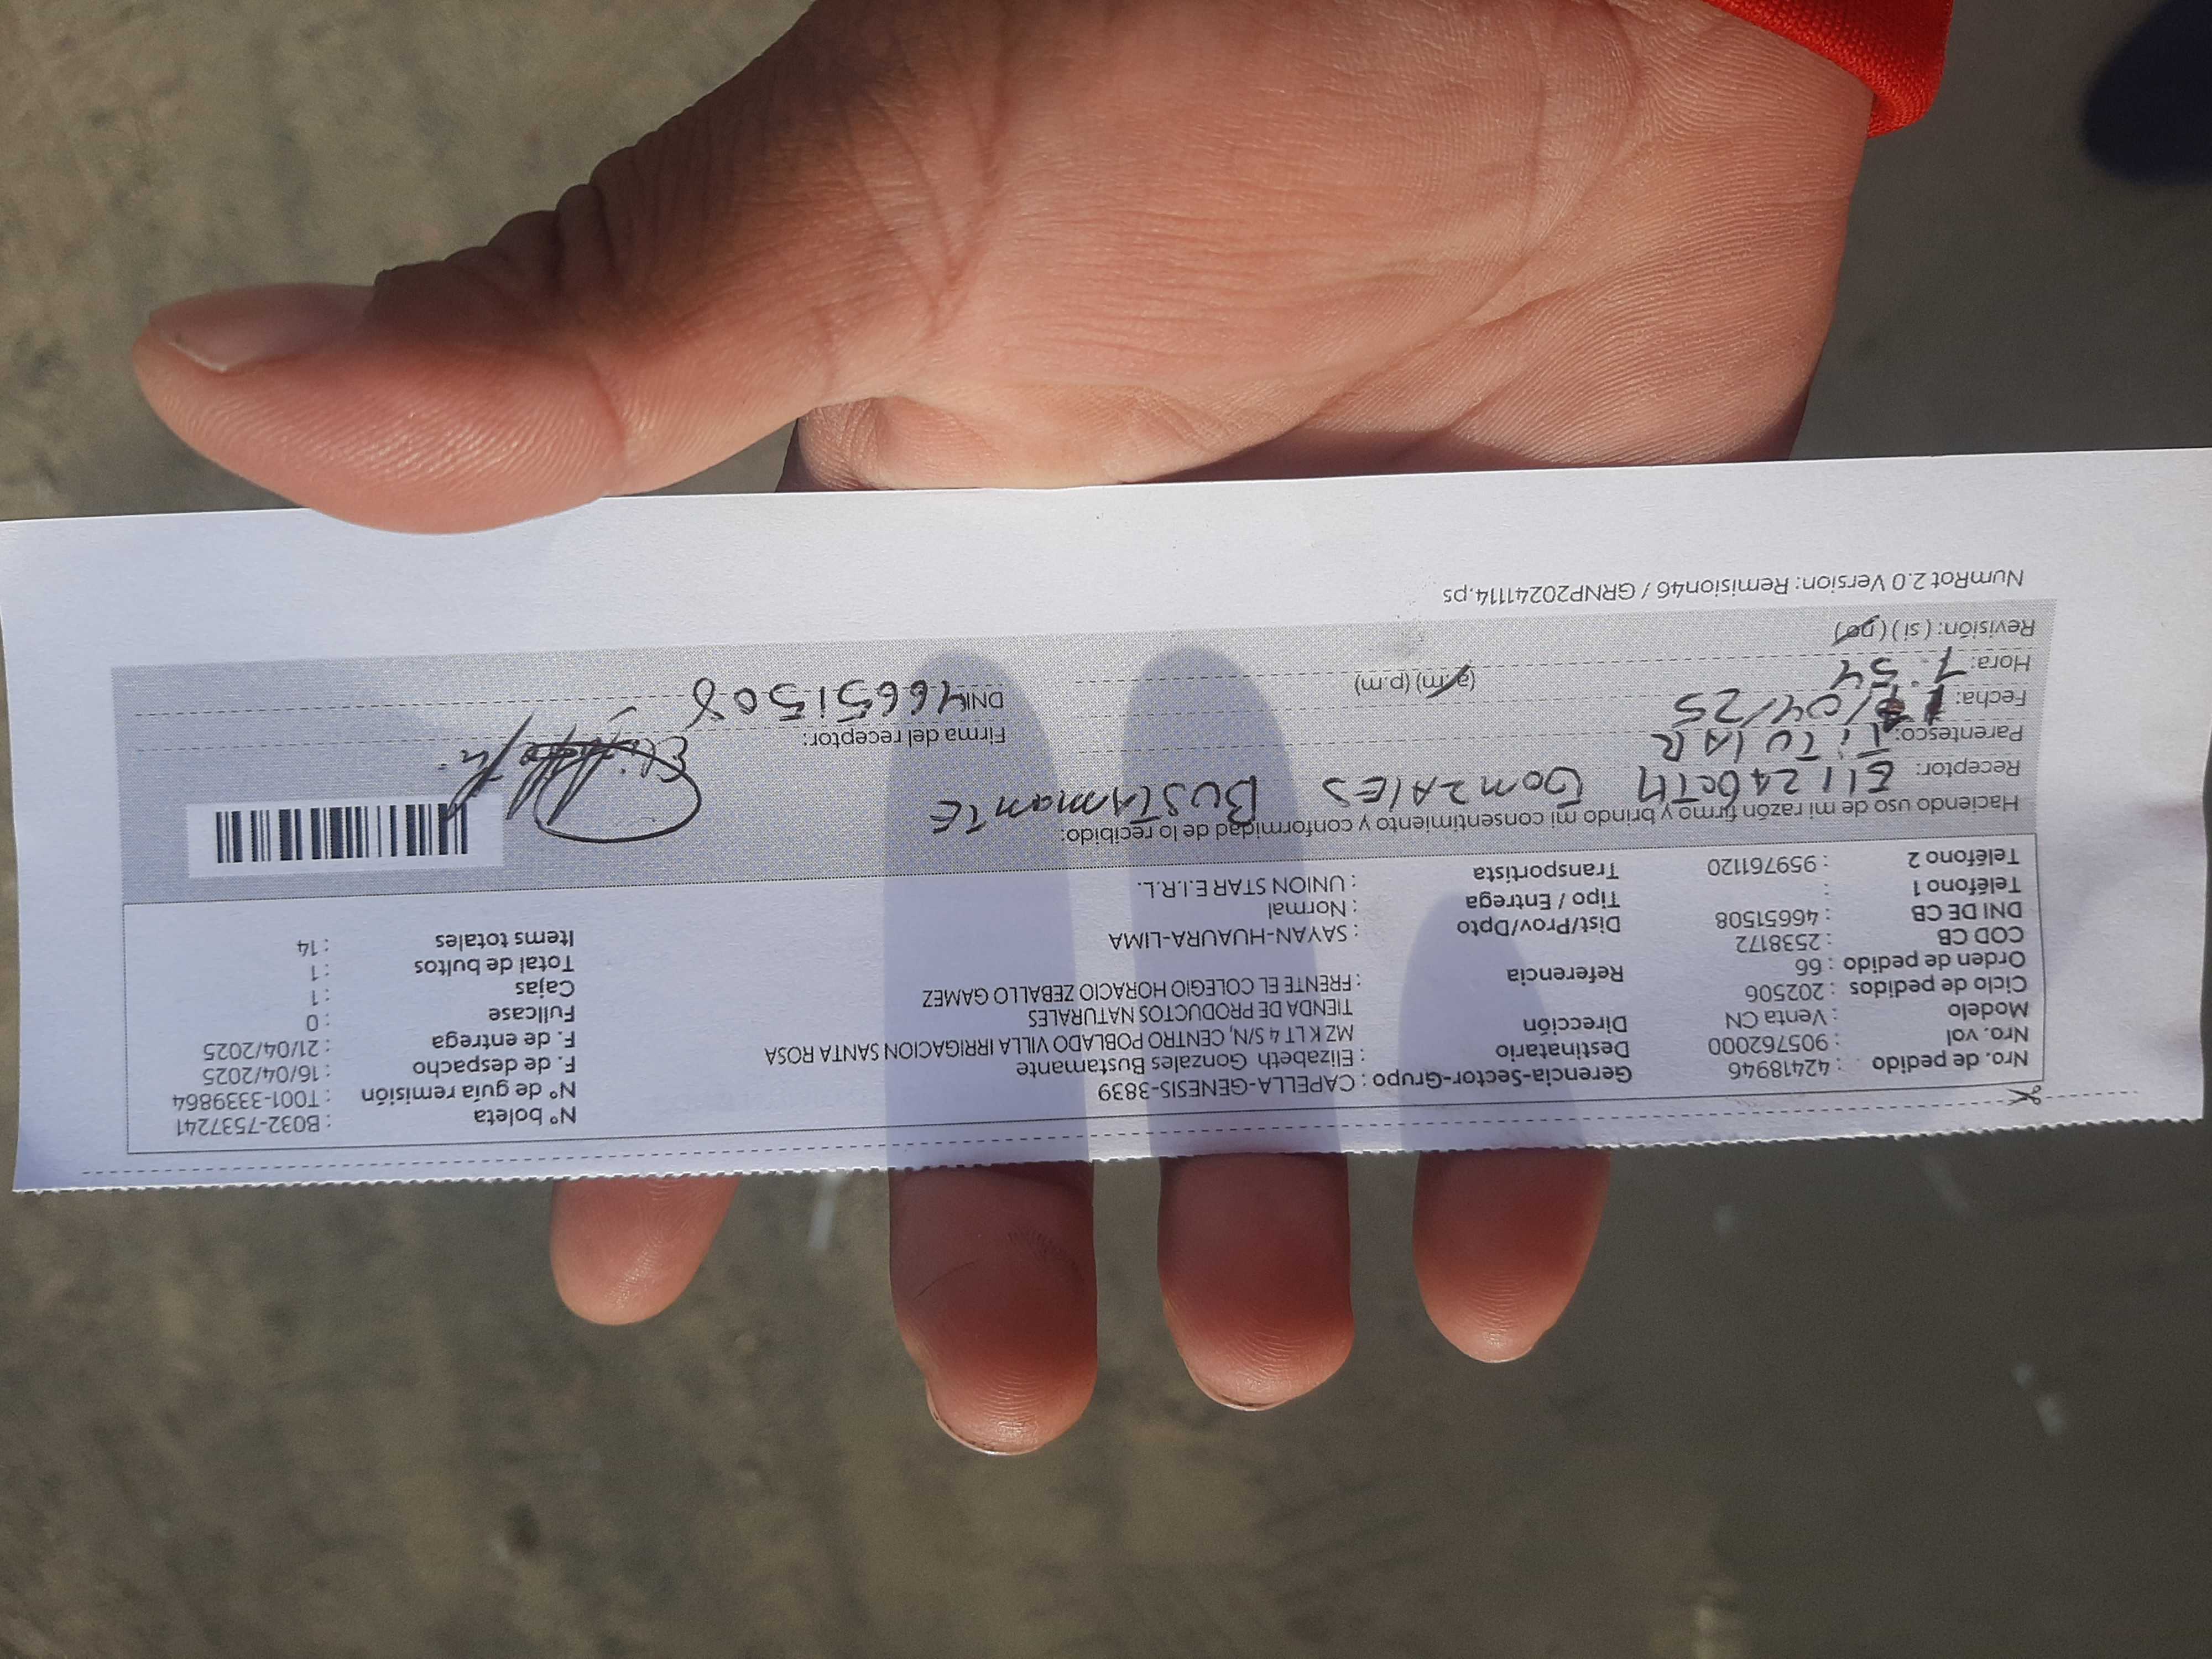 Nro. de pedido : 42418946
Nro. val : 905762000
Modelo : Venta CN
Ciclo de pedidos : 202506
Orden de pedido : 66
COD CB : 2538172
DNI DE CB : 46651508
Teléfono 1 :
Teléfono 2 : 959761120
Gerencia-Sector-Grupo : CAPELLA-GENESIS-3839
Destinatario : Elizabeth Gonzales Bustamante
Dirección MZ K LT 4 S/N, CENTRO POBLADO VILLA IRRIGACION SANTA ROSA
TIENDA DE PRODUCTOS NATURALES
Referencia : FRENTE EL COLEGIO HORACIO ZEBALLO GAMEZ
Dist/Prov/Dpto : SAYAN-HUAURA-LIMA
Tipo / Entrega : Normal
Transportista : UNION STAR E.I.R.L.
N° boleta : B032-7537241
N° de guía remisión : T001-3339864
F. de despacho : 16/04/2025
F. de entrega : 21/04/2025
Fullcase : 0
Cajas : 1
Total de bultos : 1
Items totales : 14
Haciendo uso de mi razón firmo y brindo mi consentimiento y conformidad de lo recibido:
Receptor: ElizabeTH GonzAlES BUSTAmanTE
Parentesco: TiTUlAR
Fecha: /04/25
Hora: 7:54 (a.m) (p.m)
Revisión: (si) (no)
Firma del receptor:
DNI 46651508
NumRot 2.0 Version: Remision46 / GRNP20241114.ps